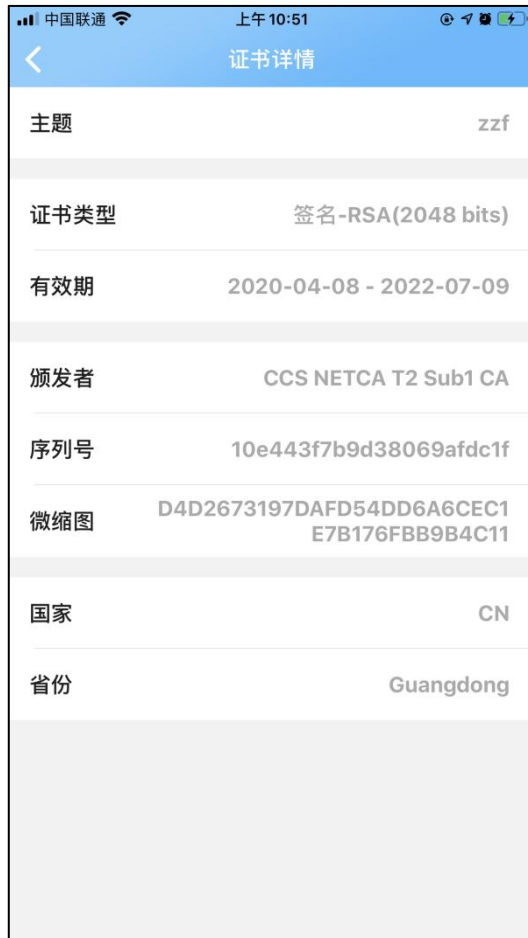 中国联通 上午10:51
证书详情
主题 zzf
证书类型 签名-RSA(2048 bits)
有效期 2020-04-08 - 2022-07-09
颁发者 CCS NETCA T2 Sub1 CA
序列号 10e443f7b9d38069afdc1f
微缩图 D4D2673197DAFD54DD6A6CEC1
E7B176FBB9B4C11
国家 CN
省份 Guangdong